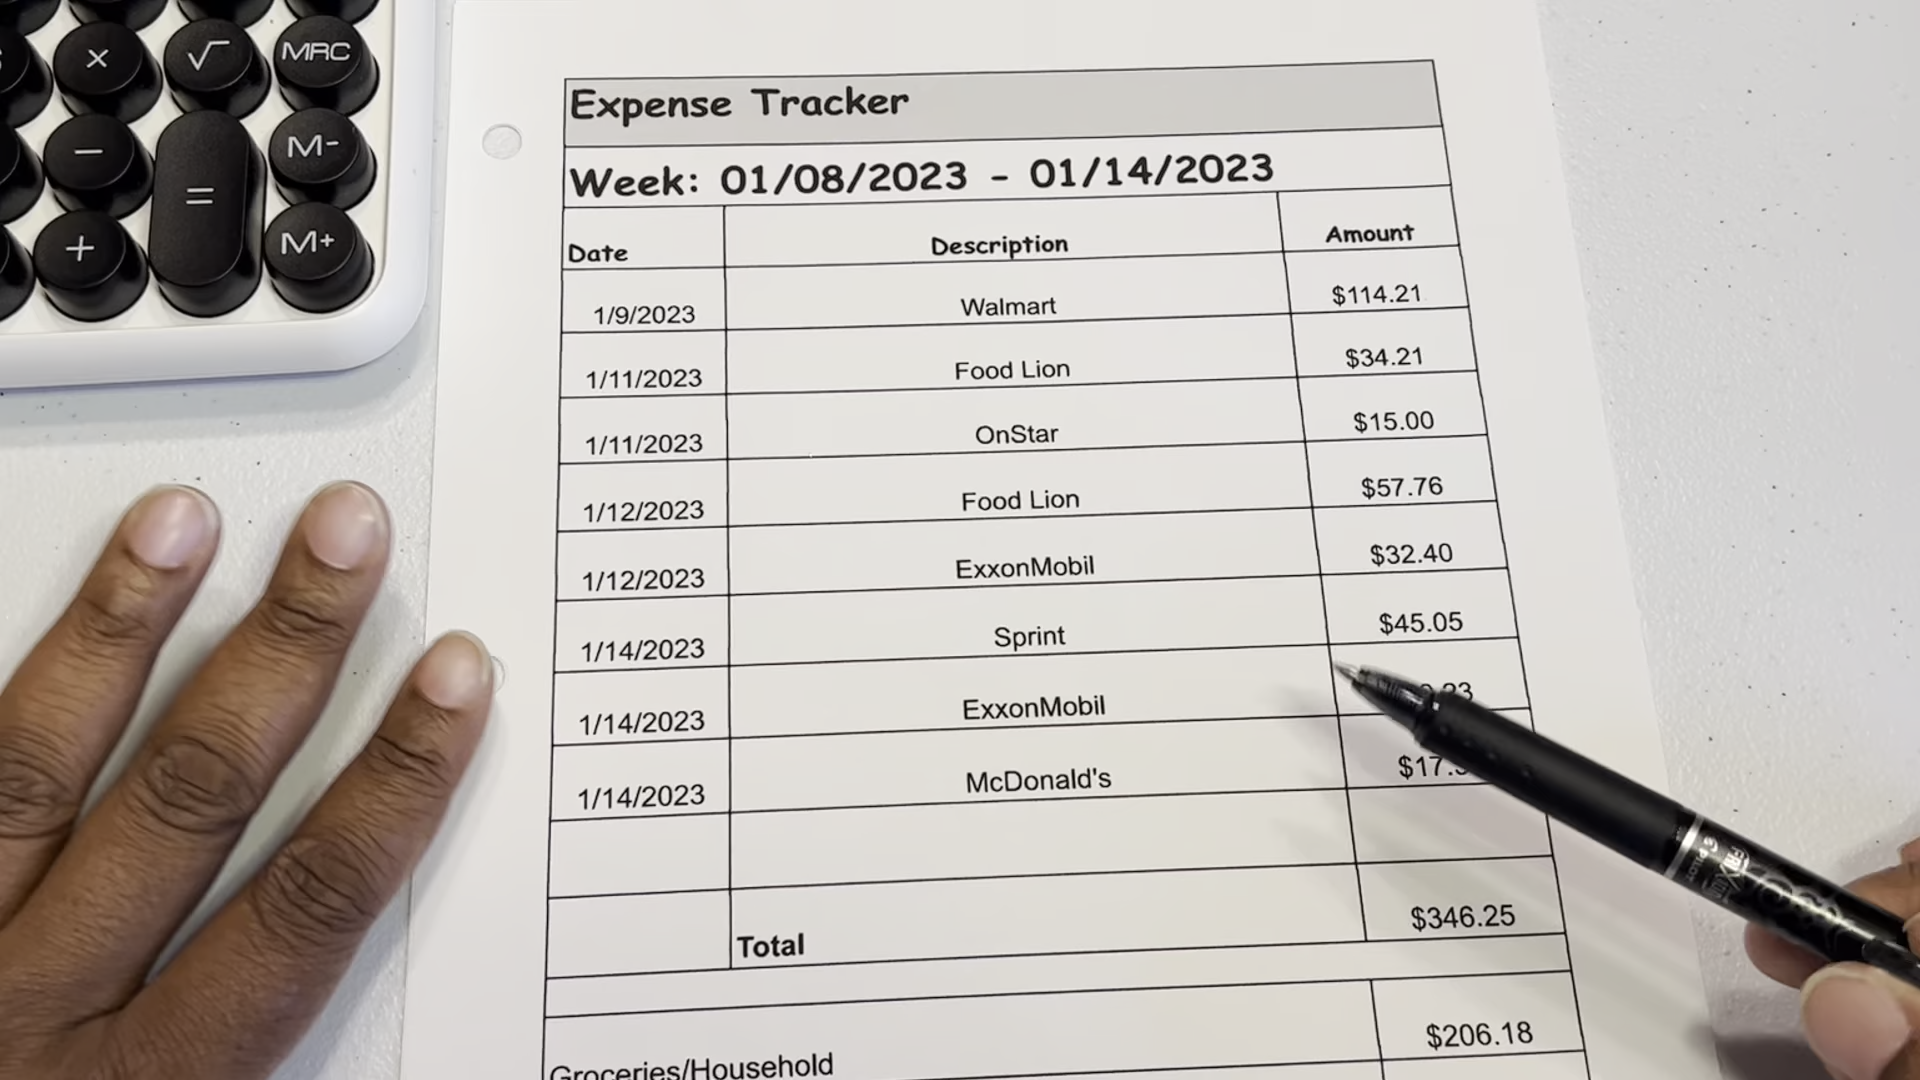 × √ MRC
− = M-
+ M+
Expense Tracker
Week: 01/08/2023 - 01/14/2023
Date Description Amount
1/9/2023 Walmart $114.21
1/11/2023 Food Lion $34.21
1/11/2023 OnStar $15.00
1/12/2023 Food Lion $57.76
1/12/2023 ExxonMobil $32.40
1/14/2023 Sprint $45.05
1/14/2023 ExxonMobil
1/14/2023 McDonald's
Total $346.25
Groceries/Household $206.18
PILOT